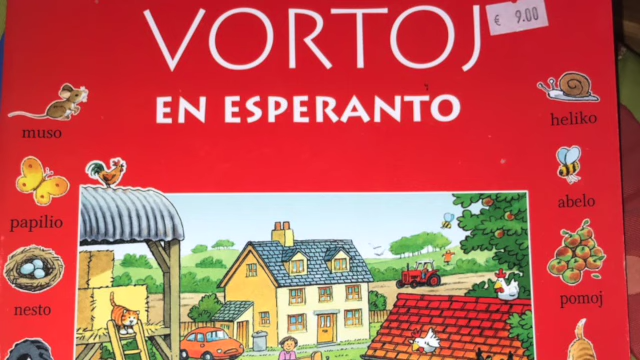 VORTOJ
€ 9.00
EN ESPERANTO
muso
heliko
papilio
abelo
nesto
pomoj